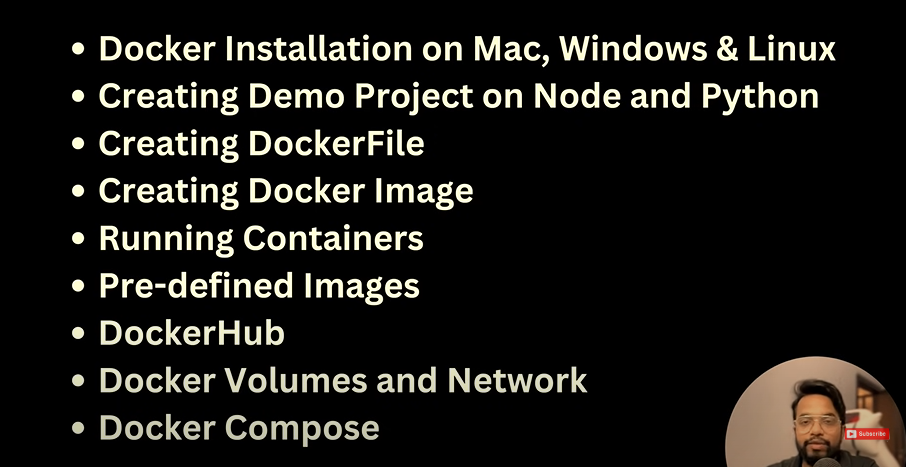 • Docker Installation on Mac, Windows & Linux
• Creating Demo Project on Node and Python
• Creating DockerFile
• Creating Docker Image
• Running Containers
• Pre-defined Images
• DockerHub
• Docker Volumes and Network
• Docker Compose
Subscribe